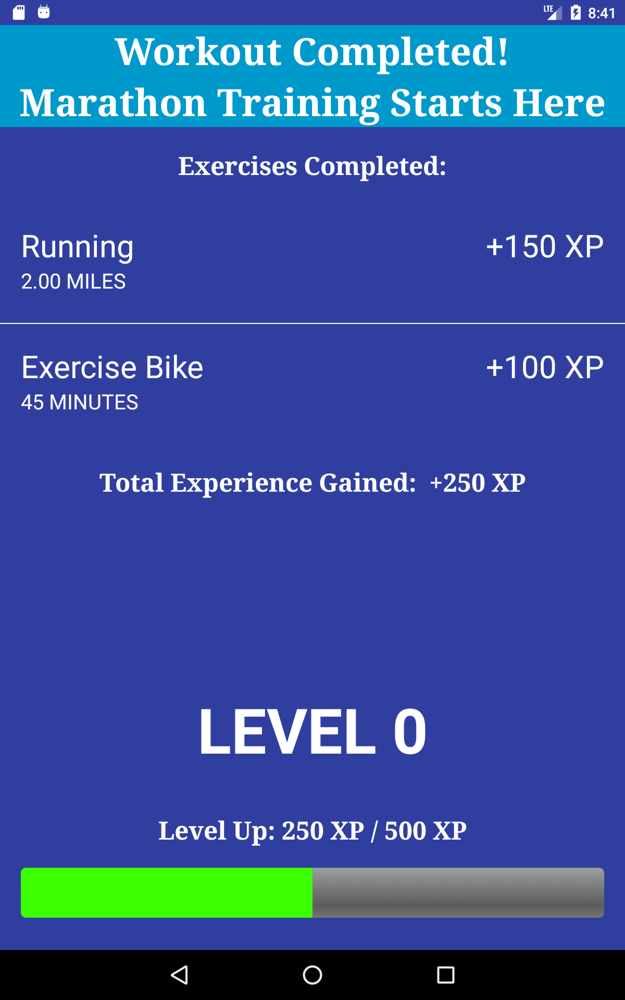 LTE 8:41
Workout Completed!
Marathon Training Starts Here
Exercises Completed:
Running +150 XP
2.00 MILES
Exercise Bike +100 XP
45 MINUTES
Total Experience Gained: +250 XP
LEVEL 0
Level Up: 250 XP / 500 XP